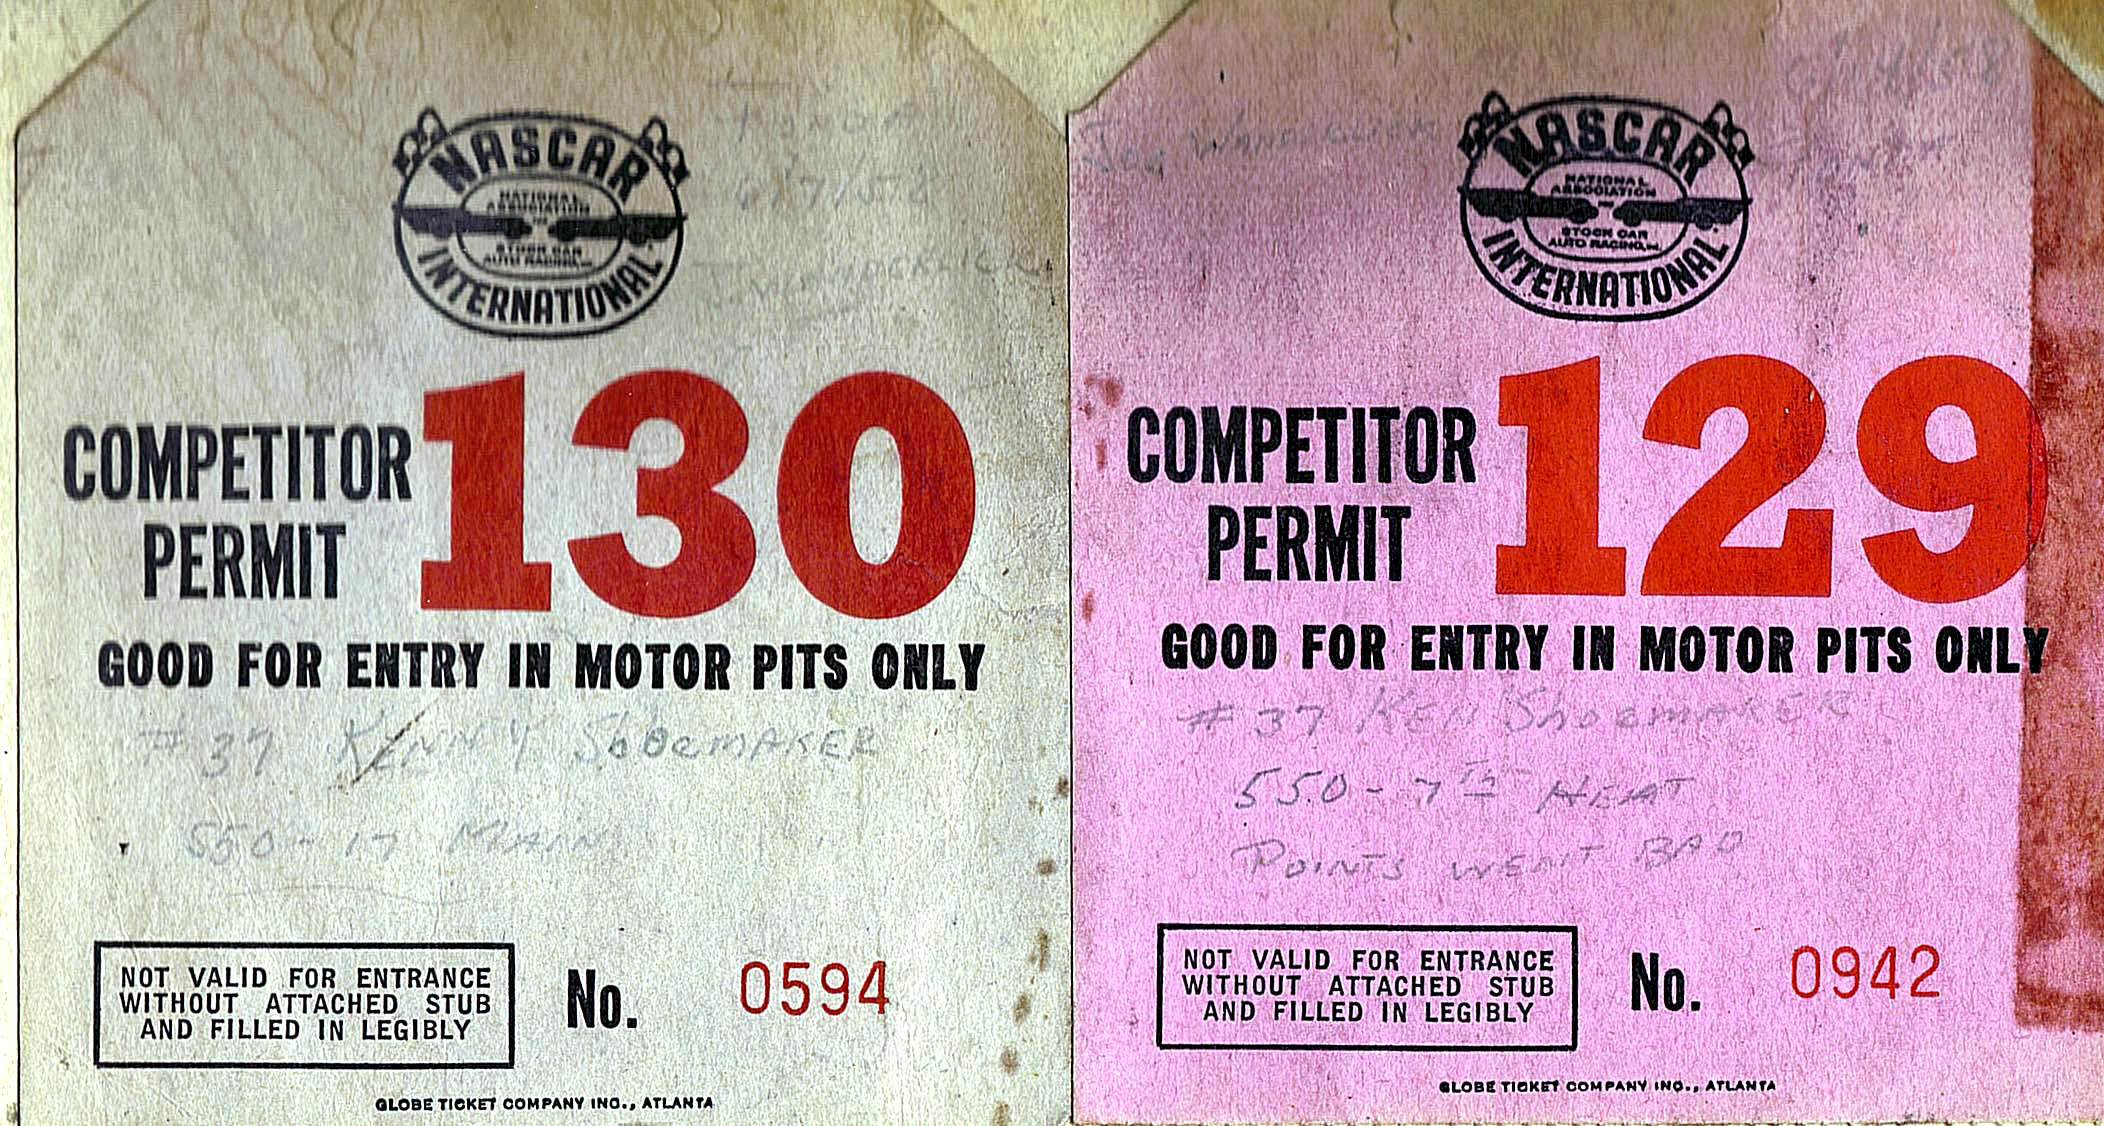 NASCAR
NATIONAL
ASSOCIATION
FOR
STOCK CAR
AUTO RACING, INC.
INTERNATIONAL
COMPETITOR
PERMIT
130
GOOD FOR ENTRY IN MOTOR PITS ONLY
# 37 KENNY ShoemAKER
550 - 17 MAIN
NOT VALID FOR ENTRANCE
WITHOUT ATTACHED STUB
AND FILLED IN LEGIBLY
No. 0594
GLOBE TICKET COMPANY INC., ATLANTA
Joe
NASCAR
NATIONAL
ASSOCIATION
FOR
STOCK CAR
AUTO RACING, INC.
INTERNATIONAL
COMPETITOR
PERMIT
129
GOOD FOR ENTRY IN MOTOR PITS ONLY
# 37 KEN ShoemAKER
550 - 7TH HEAT
POINTS WENT BAD
NOT VALID FOR ENTRANCE
WITHOUT ATTACHED STUB
AND FILLED IN LEGIBLY
No. 0942
GLOBE TICKET COMPANY INC., ATLANTA